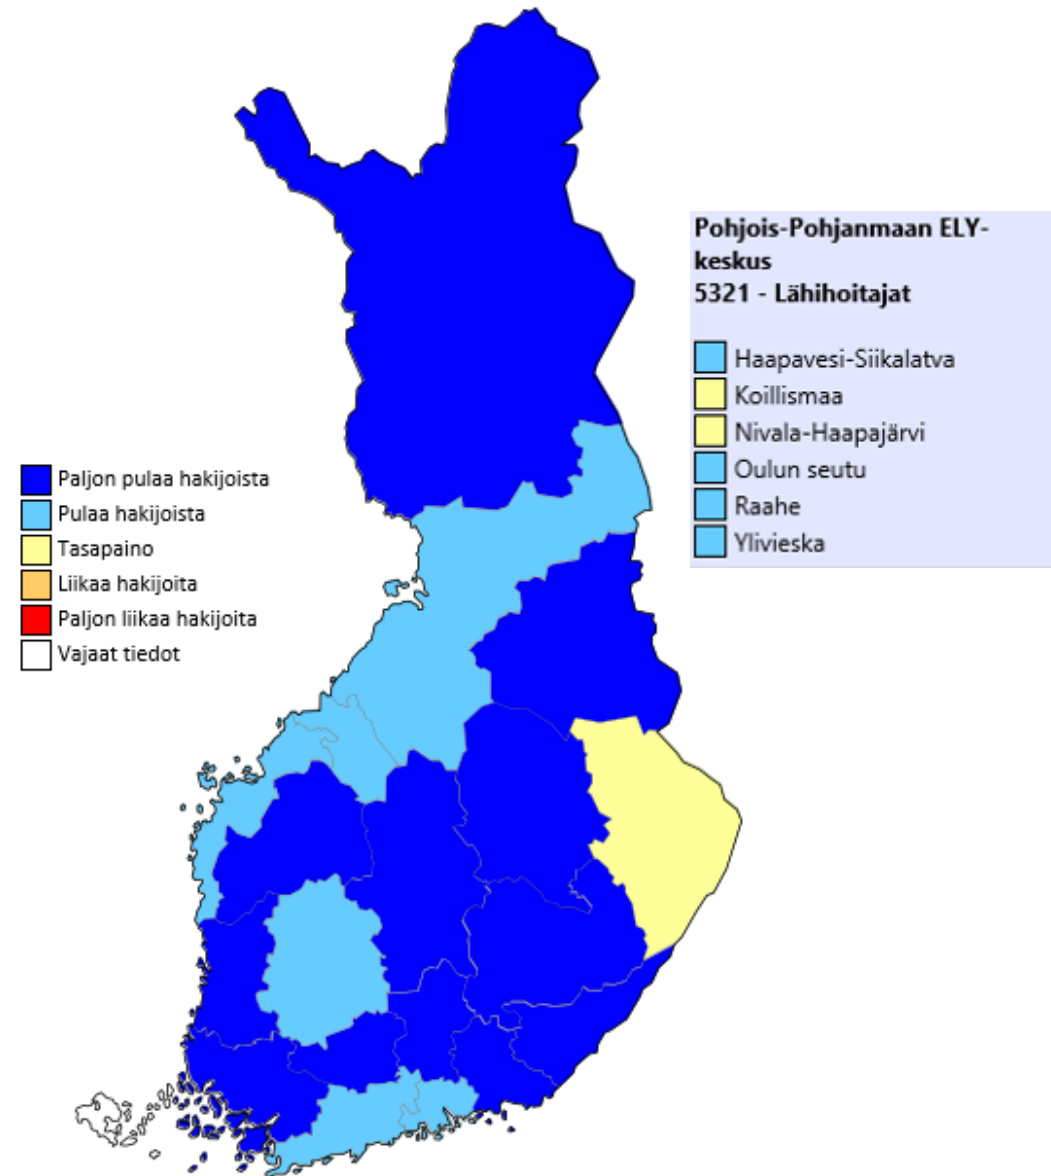 Pohjois-Pohjanmaan ELY-
keskus
5321 - Lähihoitajat
Haapavesi-Siikalatva
Koillismaa
Nivala-Haapajärvi
Oulun seutu
Raahe
Ylivieska
Paljon pulaa hakijoista
Pulaa hakijoista
Tasapaino
Liikaa hakijoita
Paljon liikaa hakijoita
Vajaat tiedot